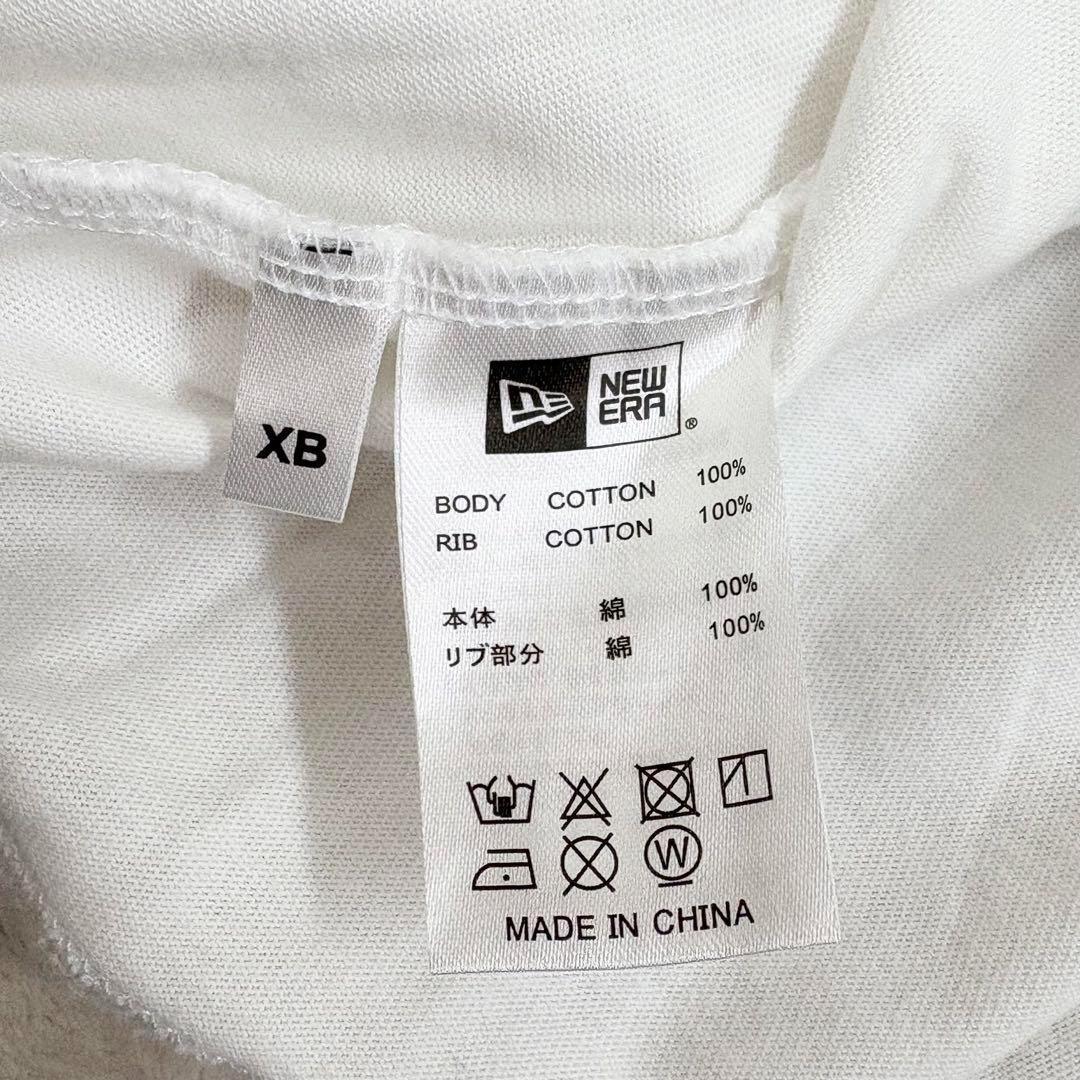 XB
NEW
ERA
®
BODY COTTON 100%
RIB COTTON 100%
本体 綿 100%
リブ部分 綿 100%
W
MADE IN CHINA